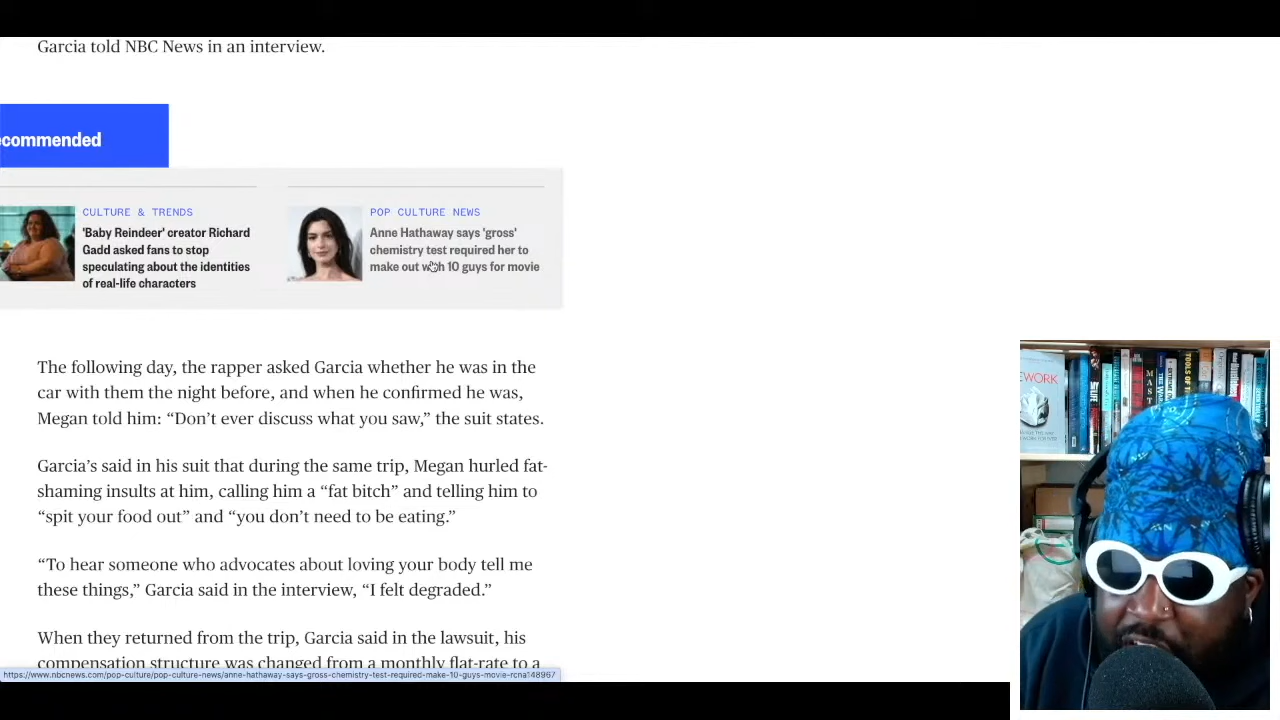 Garcia told NBC News in an interview.
ecommended
CULTURE & TRENDS
'Baby Reindeer' creator Richard
Gadd asked fans to stop
speculating about the identities
of real-life characters
POP CULTURE NEWS
Anne Hathaway says 'gross'
chemistry test required her to
make out with 10 guys for movie
The following day, the rapper asked Garcia whether he was in the
car with them the night before, and when he confirmed he was,
Megan told him: “Don’t ever discuss what you saw,” the suit states.
Garcia’s said in his suit that during the same trip, Megan hurled fat-
shaming insults at him, calling him a “fat bitch” and telling him to
“spit your food out” and “you don’t need to be eating.”
“To hear someone who advocates about loving your body tell me
these things,” Garcia said in the interview, “I felt degraded.”
When they returned from the trip, Garcia said in the lawsuit, his
compensation structure was changed from a monthly flat-rate to a
https://www.nbcnews.com/pop-culture/pop-culture-news/anne-hathaway-says-gross-chemistry-test-required-make-10-guys-movie-rcna148967
EWORK
MAST
TOOLS OF